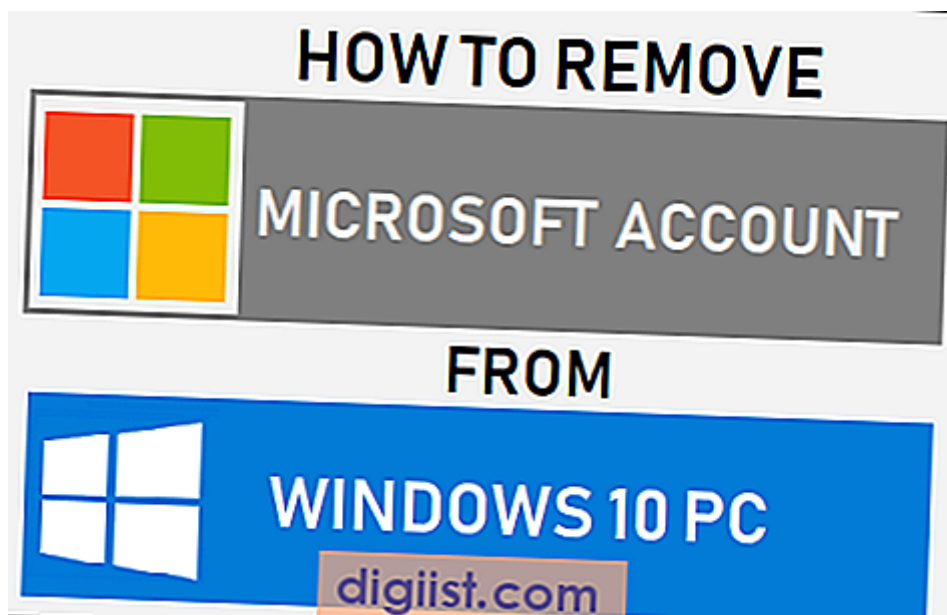 HOW TO REMOVE
MICROSOFT ACCOUNT
FROM
WINDOWS 10 PC
digiist.com